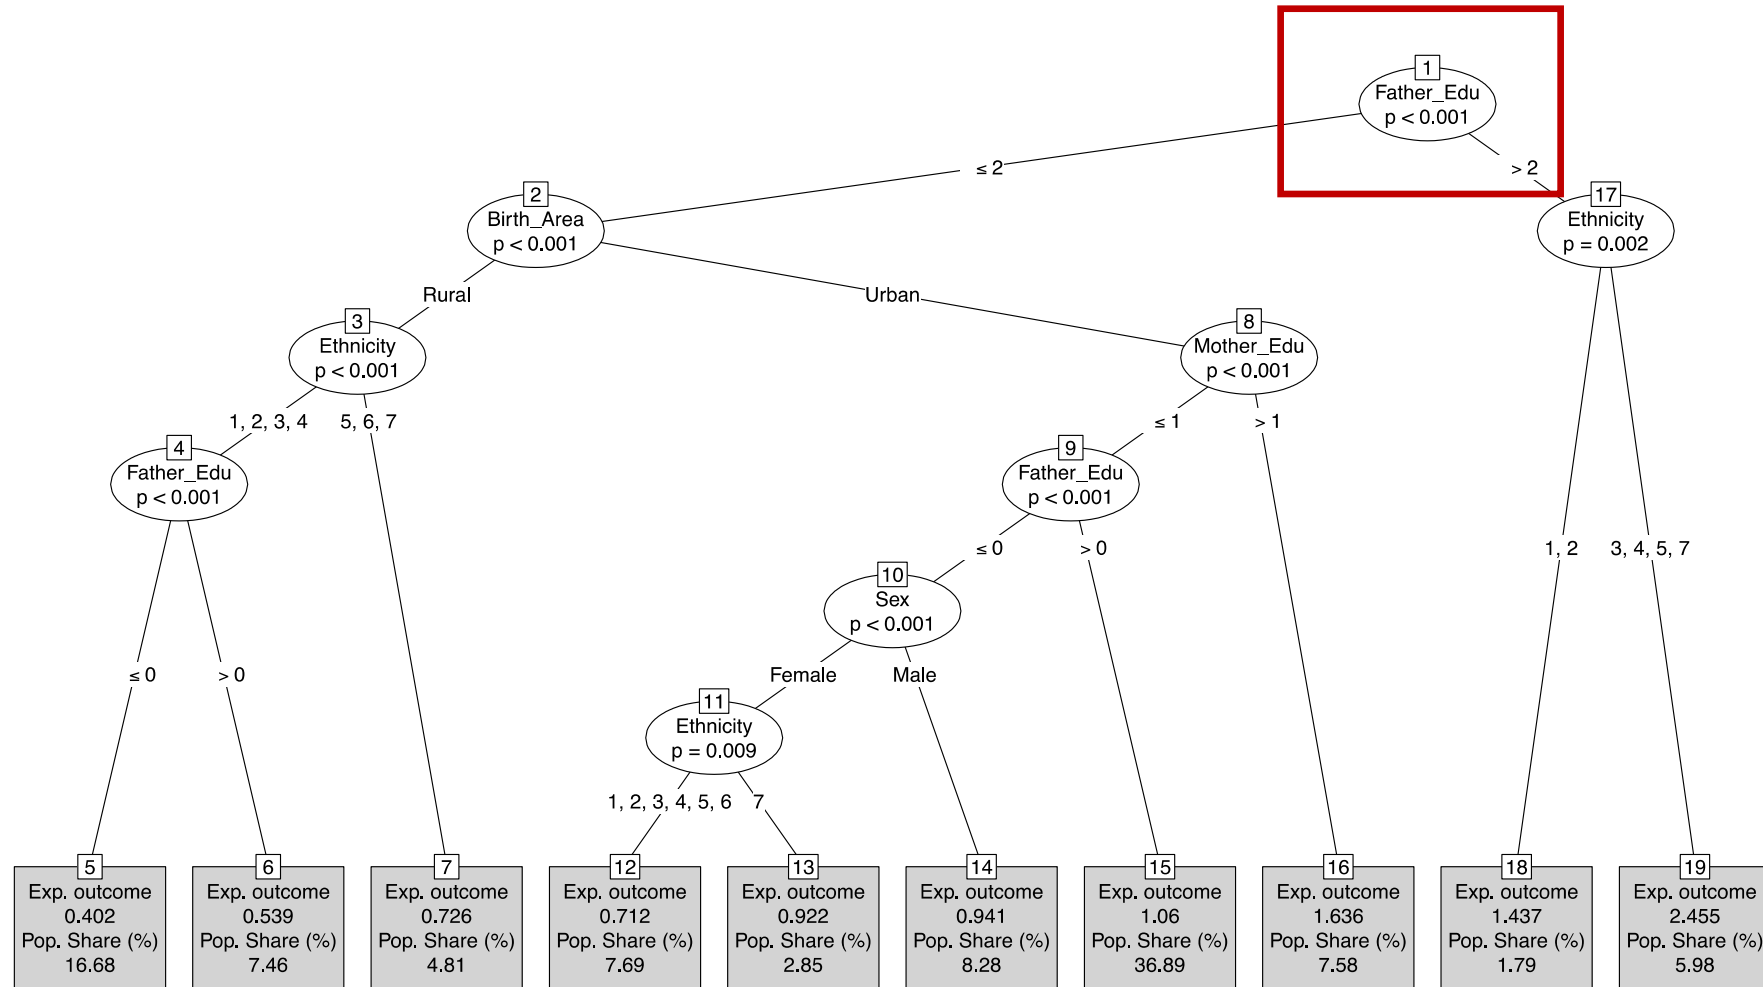 1
Father_Edu
p < 0.001
≤ 2
> 2
2
Birth_Area
p < 0.001
17
Ethnicity
p = 0.002
Rural
Urban
3
Ethnicity
p < 0.001
8
Mother_Edu
p < 0.001
1, 2, 3, 4
5, 6, 7
≤ 1
> 1
4
Father_Edu
p < 0.001
9
Father_Edu
p < 0.001
≤ 0
> 0
1, 2
3, 4, 5, 7
10
Sex
p < 0.001
≤ 0
> 0
Female
Male
11
Ethnicity
p = 0.009
1, 2, 3, 4, 5, 6
7
5
Exp. outcome
0.402
Pop. Share (%)
16.68
6
Exp. outcome
0.539
Pop. Share (%)
7.46
7
Exp. outcome
0.726
Pop. Share (%)
4.81
12
Exp. outcome
0.712
Pop. Share (%)
7.69
13
Exp. outcome
0.922
Pop. Share (%)
2.85
14
Exp. outcome
0.941
Pop. Share (%)
8.28
15
Exp. outcome
1.06
Pop. Share (%)
36.89
16
Exp. outcome
1.636
Pop. Share (%)
7.58
18
Exp. outcome
1.437
Pop. Share (%)
1.79
19
Exp. outcome
2.455
Pop. Share (%)
5.98